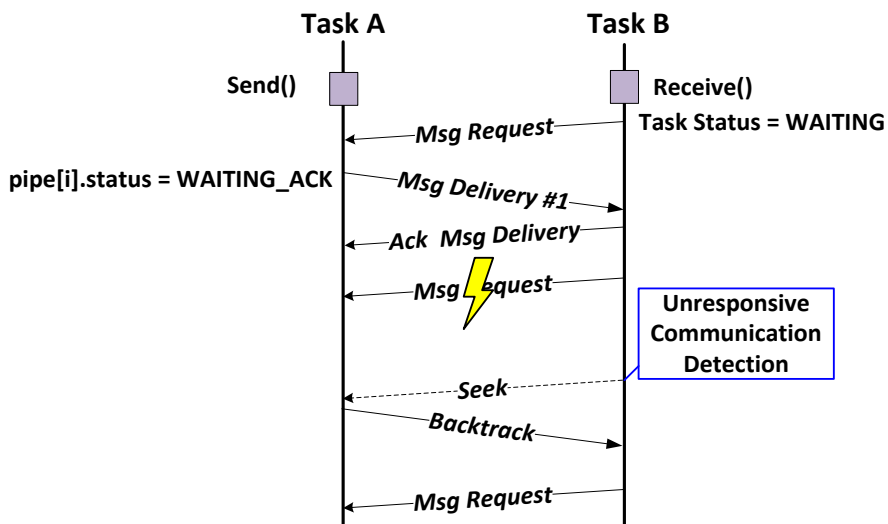 Task A
Task B
Send()
Receive()
Task Status = WAITING
Msg Request
pipe[i].status = WAITING_ACK
Msg Delivery #1
Ack Msg Delivery
Msg Request
Unresponsive
Communication
Detection
Seek
Backtrack
Msg Request